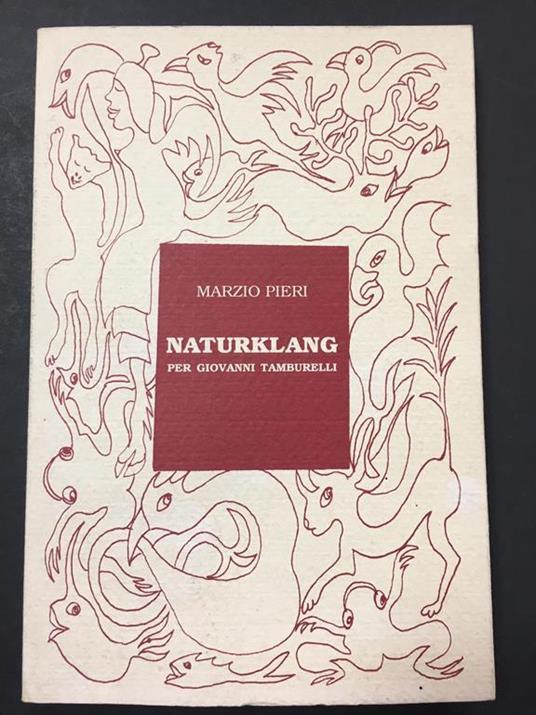 MARZIO PIERI
NATURKLANG
PER GIOVANNI TAMBURELLI